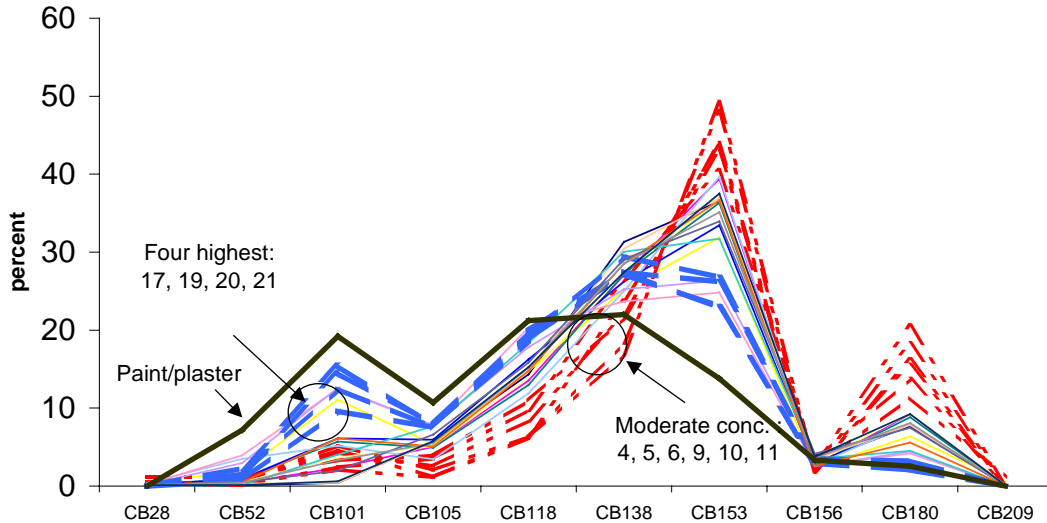 60
50
40
30
20
10
0
percent
Four highest:
17, 19, 20, 21
Paint/plaster
Moderate conc. :
4, 5, 6, 9, 10, 11
CB28 CB52 CB101 CB105 CB118 CB138 CB153 CB156 CB180 CB209